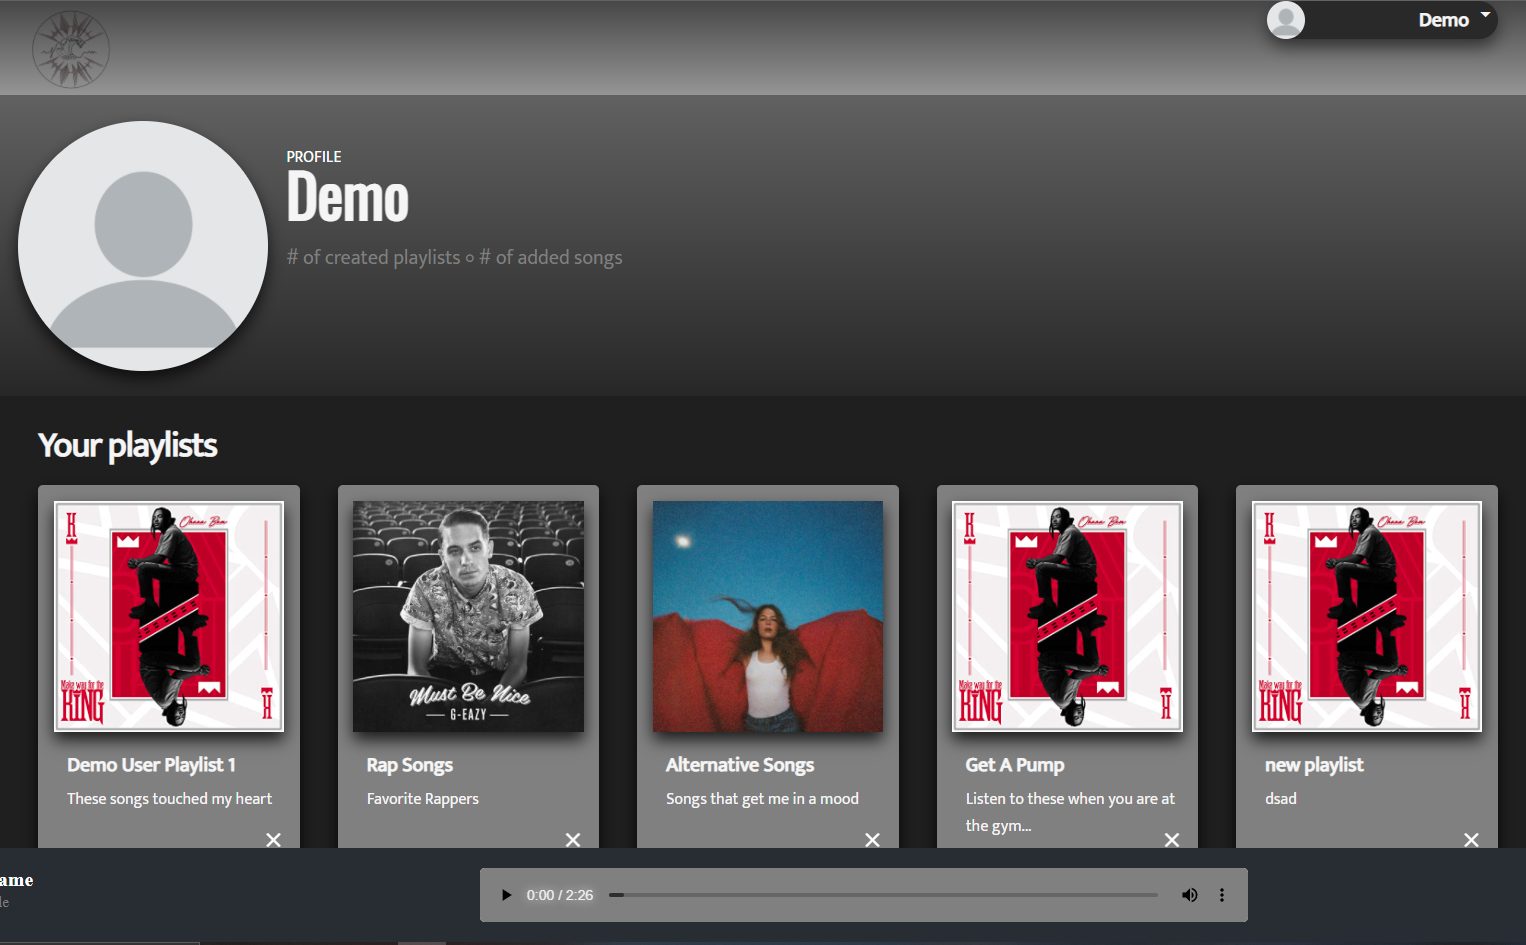 Demo
PROFILE
Demo
# of created playlists ○ # of added songs
Your playlists
K
Ohana Bam
Make way for the
KING
K
Must Be Nice
G-EAZY
K
Ohana Bam
Make way for the
KING
K
K
Ohana Bam
Make way for the
KING
K
Demo User Playlist 1
These songs touched my heart
Rap Songs
Favorite Rappers
Alternative Songs
Songs that get me in a mood
Get A Pump
Listen to these when you are at
the gym...
new playlist
dsad
ame
le
0:00 / 2:26